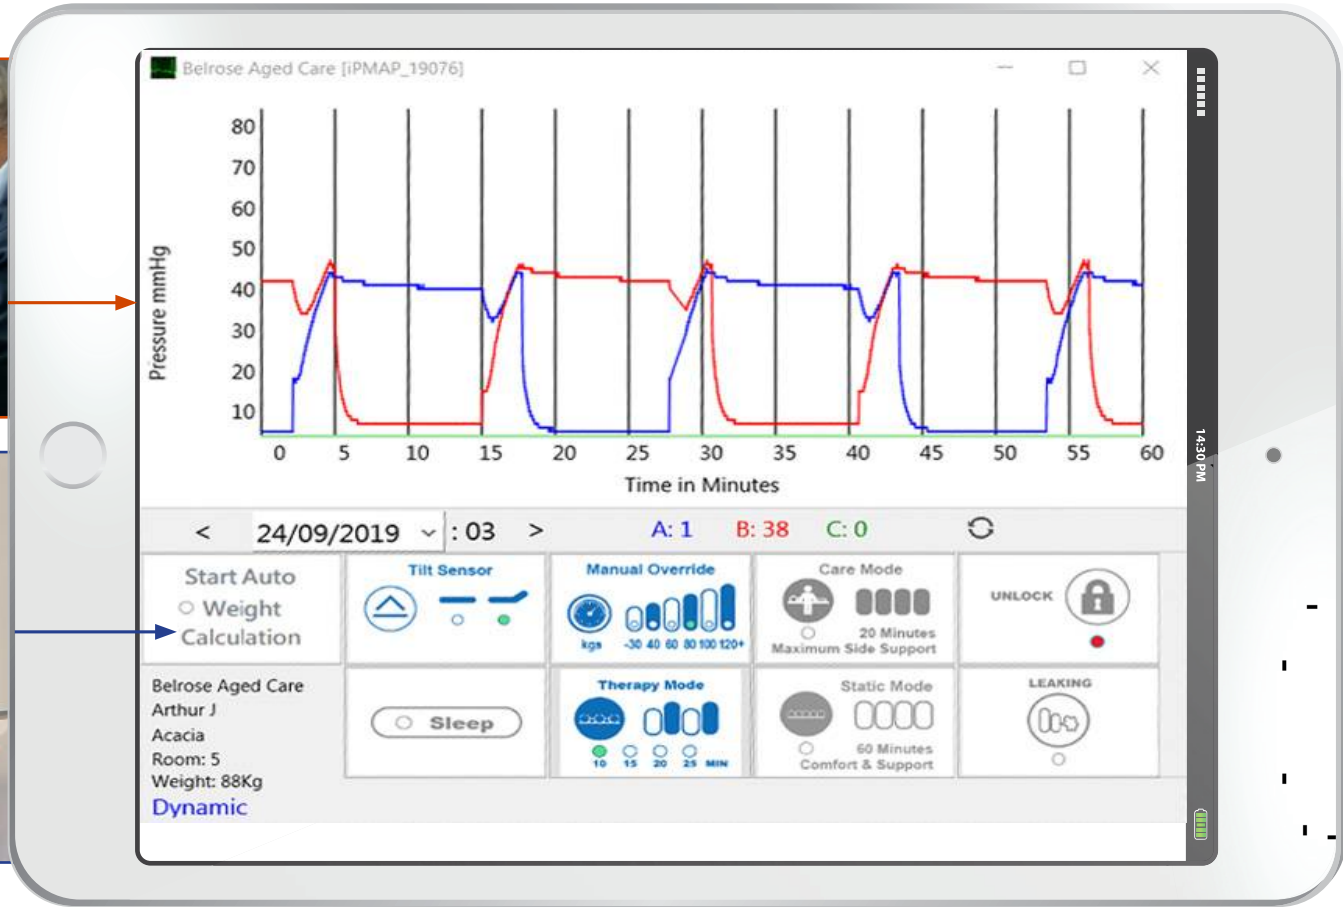 Belrose Aged Care [iPMAP_19076]
80
70
60
50
40
30
20
10
Pressure mmHg
0 5 10 15 20 25 30 35 40 45 50 55 60
Time in Minutes
14:30 PM
< 24/09/2019 : 03 > A: 1 B: 38 C: 0
Start Auto
Weight
Calculation
Tilt Sensor
Manual Override
kgs -30 40 60 80 100 120+
Care Mode
20 Minutes
Maximum Side Support
UNLOCK
Belrose Aged Care
Arthur J
Acacia
Room: 5
Weight: 88Kg
Dynamic
Sleep
Therapy Mode
10 15 20 25 MIN
Static Mode
60 Minutes
Comfort & Support
LEAKING